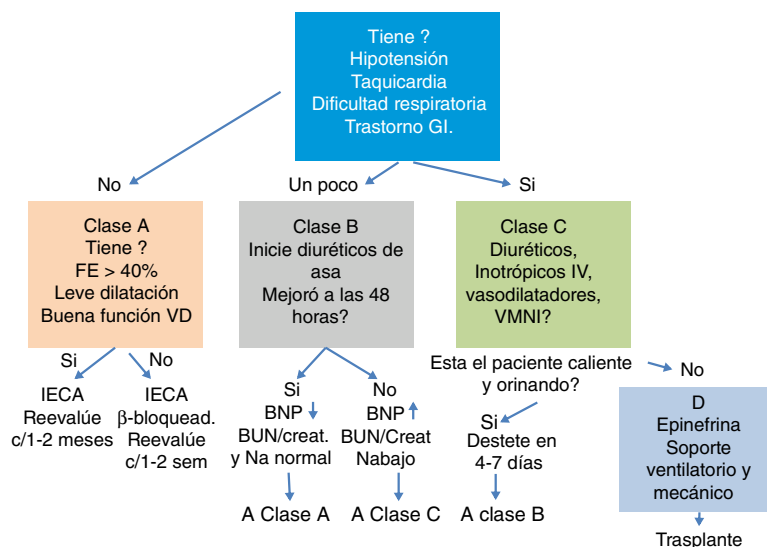 Tiene ?
Hipotensión
Taquicardia
Dificultad respiratoria
Trastorno GI.
No
Un poco
Si
Clase A
Tiene ?
FE > 40%
Leve dilatación
Buena función VD
Clase B
Inicie diuréticos de
asa
Mejoró a las 48
horas?
Clase C
Diuréticos,
Inotrópicos IV,
vasodilatadores,
VMNI?
Si
No
IECA
Reevalúe
c/1-2 meses
IECA
β-bloquead.
Reevalúe
c/1-2 sem
Si
BNP
BUN/creat.
y Na normal
No
BNP
BUN/Creat
Nabajo
Esta el paciente caliente
y orinando?
Si
Destete en
4-7 días
No
D
Epinefrina
Soporte
ventilatorio y
mecánico
A Clase A
A Clase C
A clase B
Trasplante